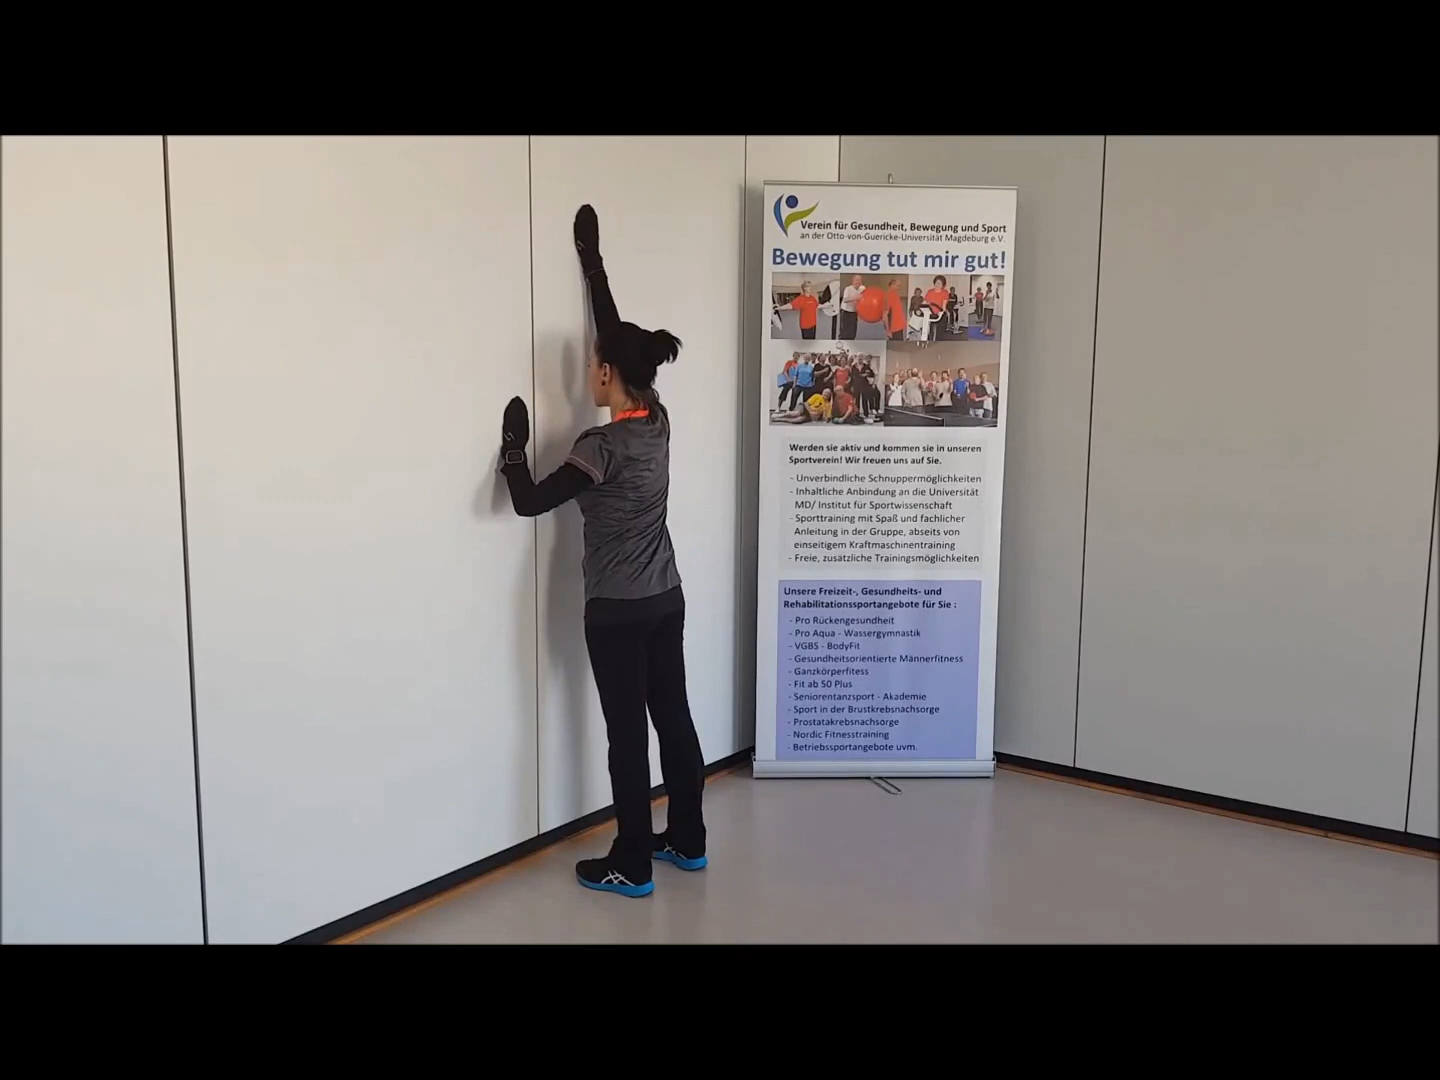 Verein für Gesundheit, Bewegung und Sport
an der Otto-von-Guericke-Universität Magdeburg e.V.
Bewegung tut mir gut!
Werden sie aktiv und kommen sie in unseren
Sportverein! Wir freuen uns auf Sie.
- Unverbindliche Schnuppermöglichkeiten
- Inhaltliche Anbindung an die Universität
MD/ Institut für Sportwissenschaft
- Sporttraining mit Spaß und fachlicher
Anleitung in der Gruppe, abseits von
einseitigem Kraftmaschinentraining
- Freie, zusätzliche Trainingsmöglichkeiten
Unsere Freizeit-, Gesundheits- und
Rehabilitationssportangebote für Sie :
- Pro Rückengesundheit
- Pro Aqua - Wassergymnastik
- VGBS - BodyFit
- Gesundheitsorientierte Männerfitness
- Ganzkörperfitess
- Fit ab 50 Plus
- Seniorentanzsport - Akademie
- Sport in der Brustkrebsnachsorge
- Prostatakrebsnachsorge
- Nordic Fitnesstraining
- Betriebssportangebote uvm.